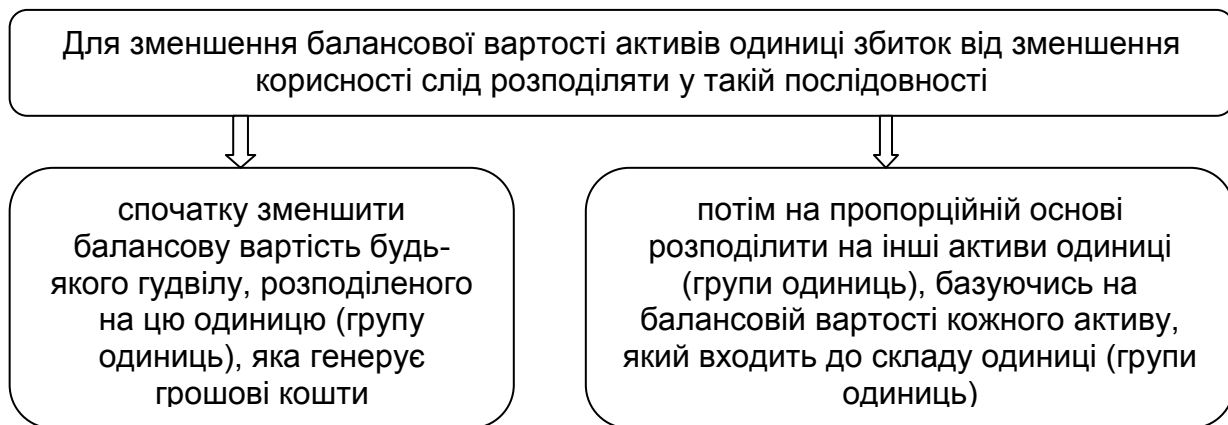 Для зменшення балансової вартості активів одиниці збиток від зменшення
корисності слід розподіляти у такій послідовності
спочатку зменшити
балансову вартість будь-
якого гудвілу, розподіленого
на цю одиницю (групу
одиниць), яка генерує
грошові кошти
потім на пропорційній основі
розподілити на інші активи одиниці
(групи одиниць), базуючись на
балансовій вартості кожного активу,
який входить до складу одиниці (групи
одиниць)